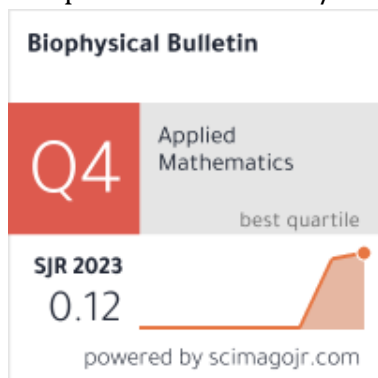 Biophysical Bulletin
Q4
Applied
Mathematics
best quartile
SJR 2023
0.12
powered by scimagojr.com